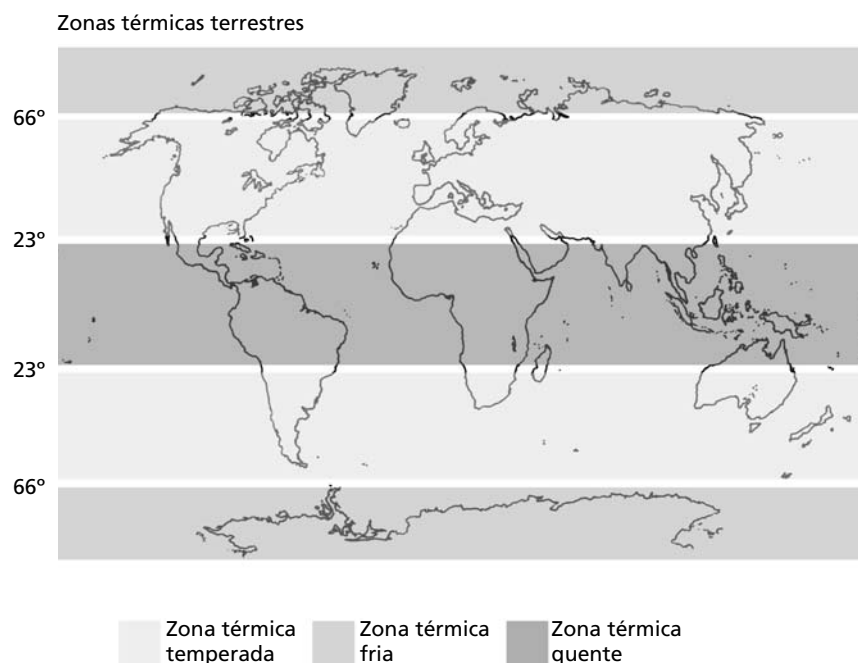 Zonas térmicas terrestres
66º
23º
23º
66º
Zona térmica
temperada
Zona térmica
fria
Zona térmica
quente